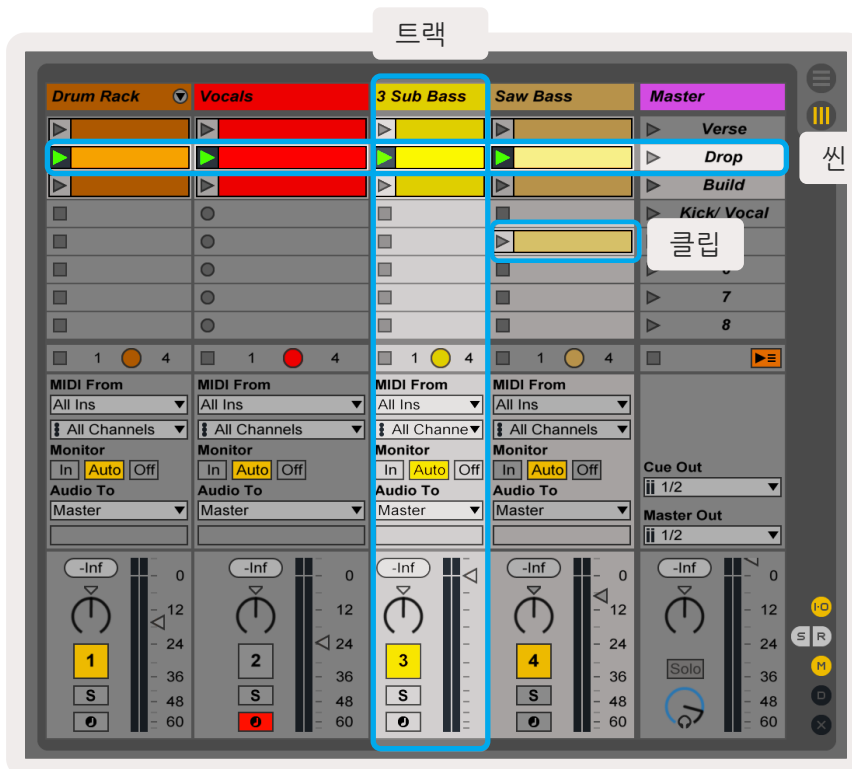 트랙
Drum Rack Vocals 3 Sub Bass Saw Bass Master
Verse
Drop 씬
Build
Kick/ Vocal
클립
7
8
1 4 1 4 1 4 1 4
MIDI From MIDI From MIDI From MIDI From
All Ins All Ins All Ins All Ins
All Channels All Channels All Channe All Channels
Monitor Monitor Monitor Monitor
In Auto Off In Auto Off In Auto Off In Auto Off Cue Out
Audio To Audio To Audio To Audio To ii 1/2
Master Master Master Master Master Out
ii 1/2
-Inf 0 -Inf 0 -Inf -Inf 0 -Inf 0
12 12 12 12 I·O
24 24 24 24 S R
1 2 3 4 Solo M
36 36 36 36
S 48 S 48 S S 48 48 D
60 60 60 60 X